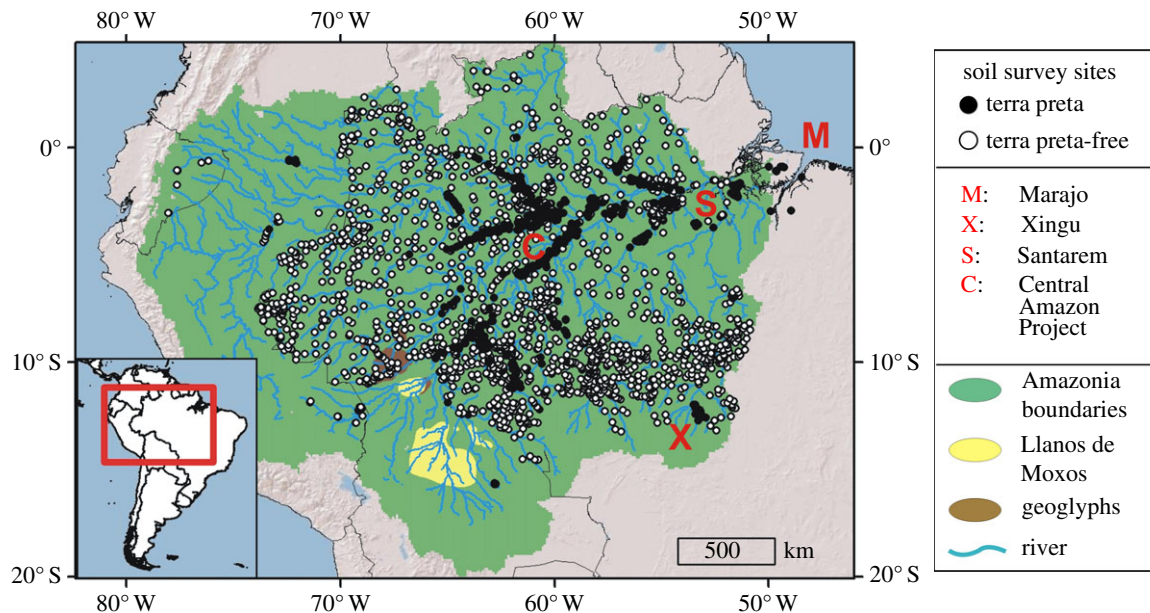 80° W 70° W 60° W 50° W
0° 0°
10° S 10° S
20° S 20° S
80° W 70° W 60° W 50° W
M
S
C
X
500 km
soil survey sites
terra preta
terra preta-free
M: Marajo
X: Xingu
S: Santarem
C: Central
Amazon
Project
Amazonia
boundaries
Llanos de
Moxos
geoglyphs
river